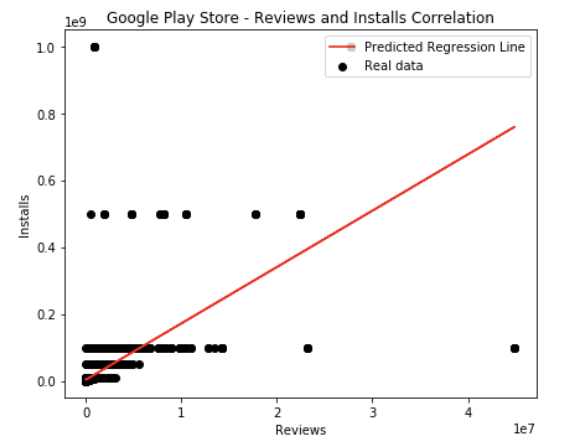 Google Play Store - Reviews and Installs Correlation
1e9
Predicted Regression Line
Real data
1.0
0.8
0.6
0.4
0.2
0.0
Installs
0
1
2
3
4
Reviews
1e7